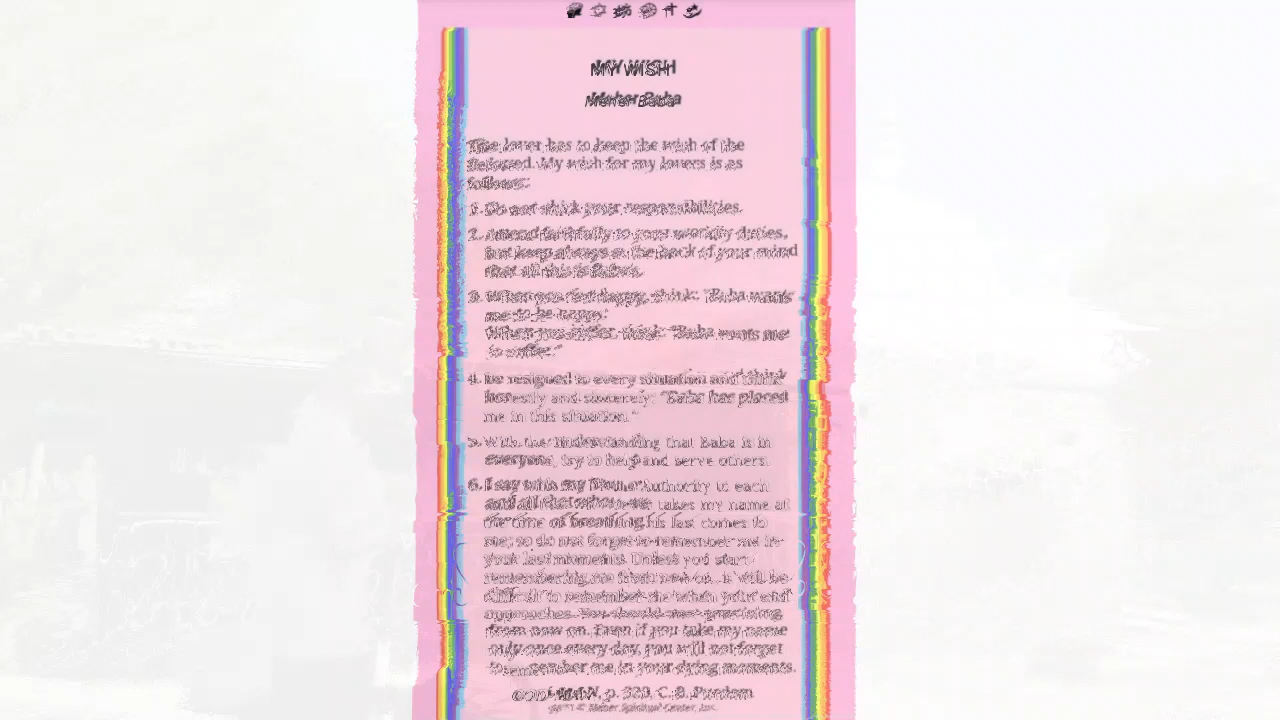 MY WISH
Meher Baba
The lover has to keep the wish of the
Beloved. My wish for my lovers is as
follows:
1. Do not shirk your responsibilities.
2. Attend faithfully to your worldly duties,
but keep always at the back of your mind
that all this is Baba's.
3. When you feel happy, think: "Baba wants
me to be happy."
When you suffer, think: "Baba wants me
to suffer."
4. Be resigned to every situation and think
honestly and sincerely: "Baba has placed
me in this situation."
5. With the understanding that Baba is in
everyone, try to help and serve others.
6. I say with my Divine Authority to each
and all that whosoever takes my name at
the time of breathing his last comes to
me; so do not forget to remember me in
your last moments. Unless you start
remembering me from now on, it will be
difficult to remember me when your end
approaches. You should start practising
from now on. Even if you take my name
only once every day, you will not forget
to remember me in your dying moments.
p. 320, C. B. Purdom